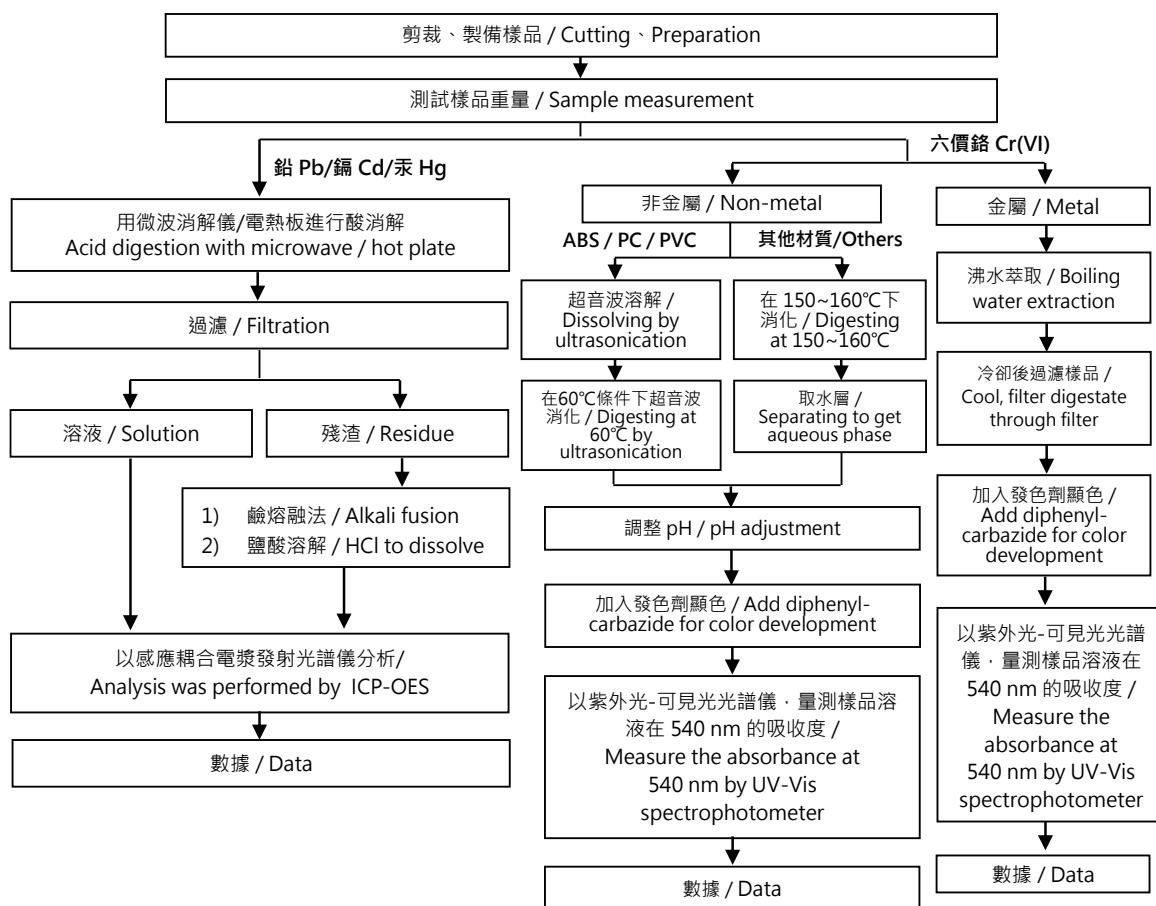 剪裁、製備樣品 / Cutting、Preparation
測試樣品重量 / Sample measurement
鉛 Pb/鎘 Cd/汞 Hg
用微波消解儀/電熱板進行酸消解
Acid digestion with microwave / hot plate
過濾 / Filtration
溶液 / Solution
殘渣 / Residue
1) 鹼熔融法 / Alkali fusion
2) 鹽酸溶解 / HCl to dissolve
以感應耦合電漿發射光譜儀分析/
Analysis was performed by ICP-OES
數據 / Data
六價鉻 Cr(VI)
非金屬 / Non-metal
ABS / PC / PVC
超音波溶解 /
Dissolving by
ultrasonication
在60℃條件下超音波
消化 / Digesting at
60℃ by
ultrasonication
其他材質/Others
在 150~160℃下
消化 / Digesting
at 150~160℃
取水層 /
Separating to get
aqueous phase
調整 pH / pH adjustment
加入發色劑顯色 / Add diphenyl-
carbazide for color development
以紫外光-可見光光譜儀，量測樣品溶
液在 540 nm 的吸收度 /
Measure the absorbance at
540 nm by UV-Vis
spectrophotometer
數據 / Data
金屬 / Metal
沸水萃取 / Boiling
water extraction
冷卻後過濾樣品 /
Cool, filter digestate
through filter
加入發色劑顯色 /
Add diphenyl-
carbazide for color
development
以紫外光-可見光光譜
儀，量測樣品溶液在
540 nm 的吸收度 /
Measure the
absorbance at
540 nm by UV-Vis
spectrophotometer
數據 / Data